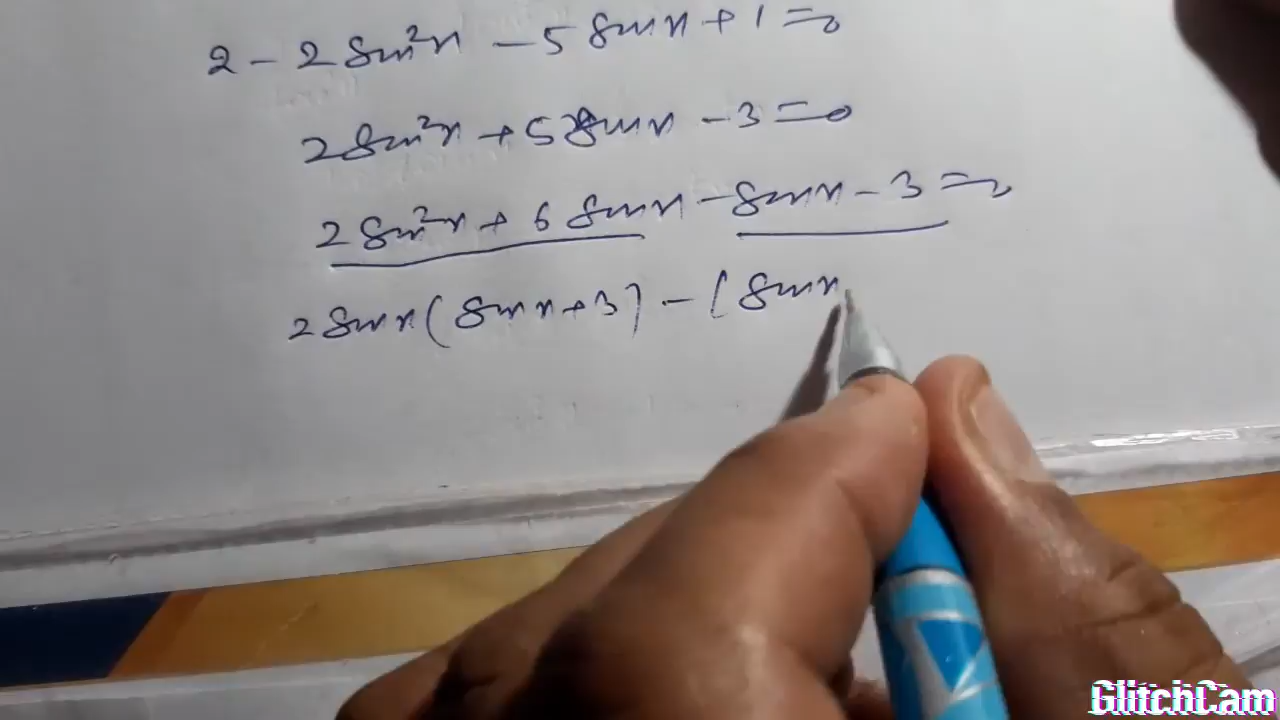 2 - 2 sin²x - 5 sin x + 1 = 0
2 sin²x + 5 sin x - 3 = 0
2 sin²x + 6 sin x - sin x - 3 = 0
2 sin x ( sin x + 3 ) - ( sin x
GlitchCam